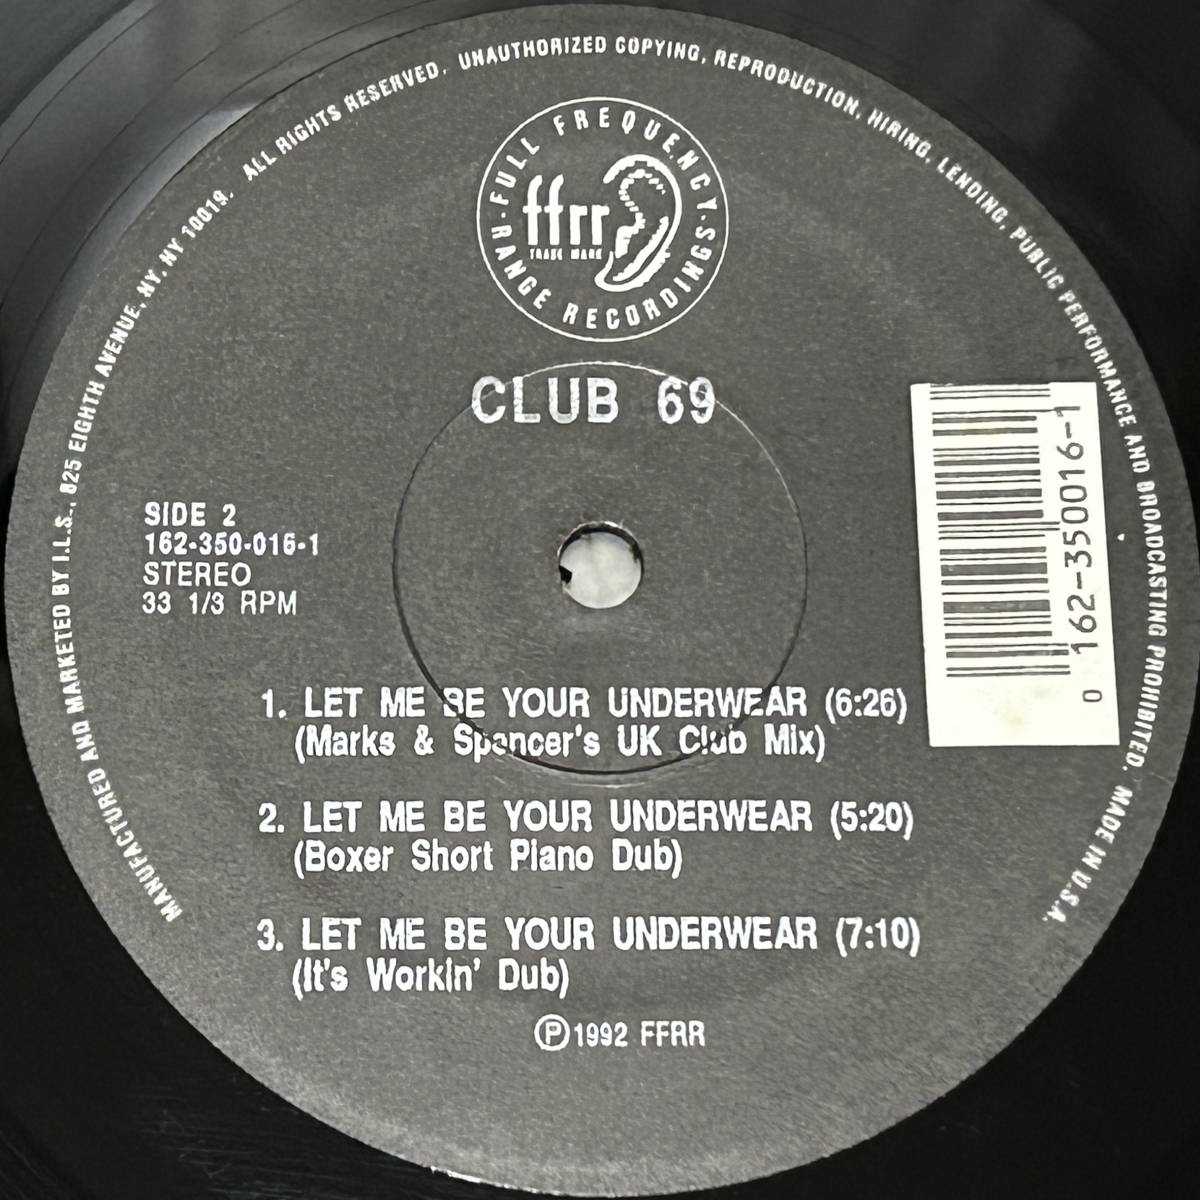 MANUFACTURED AND MARKETED BY I.L.S., 825 EIGHTH AVENUE, NY, NY 10019. ALL RIGHTS RESERVED. UNAUTHORIZED COPYING, REPRODUCTION, HIRING, LENDING, PUBLIC PERFORMANCE AND BROADCASTING PROHIBITED. MADE IN U.S.A.
·FULL FREQUENCY·
ffrr
TRADE MARK
RANGE RECORDINGS
CLUB 69
SIDE 2
162-350-016-1
STEREO
33 1/3 RPM
0 162-350016-1
1. LET ME BE YOUR UNDERWEAR (6:26)
(Marks & Spencer's UK Club Mix)
2. LET ME BE YOUR UNDERWEAR (5:20)
(Boxer Short Piano Dub)
3. LET ME BE YOUR UNDERWEAR (7:10)
(It's Workin' Dub)
Ⓟ1992 FFRR